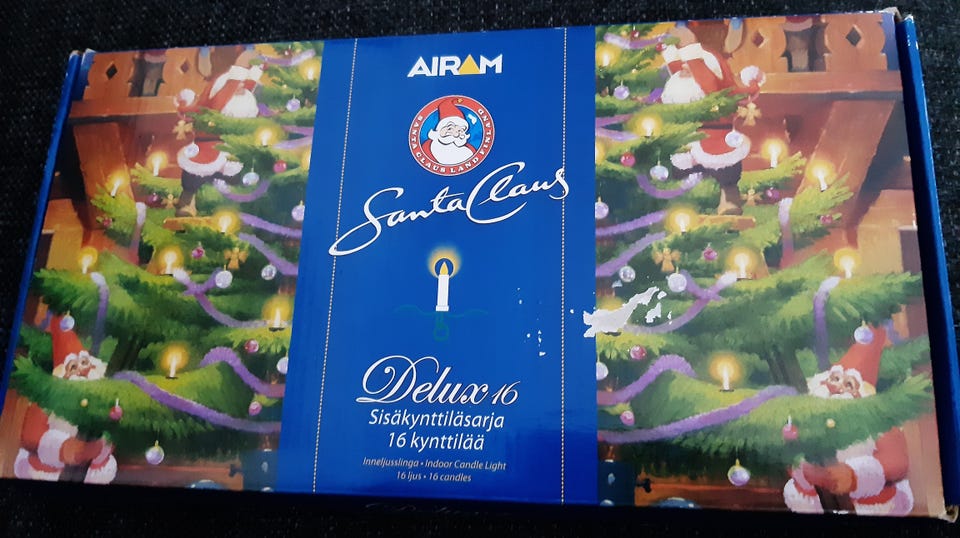 AIRAM
SANTA CLAUS LAND FINLAND
Santa Claus
Delux 16
Sisäkynttiläsarja
16 kynttilää
Inneljusslinga • Indoor Candle Light
16 ljus • 16 candles